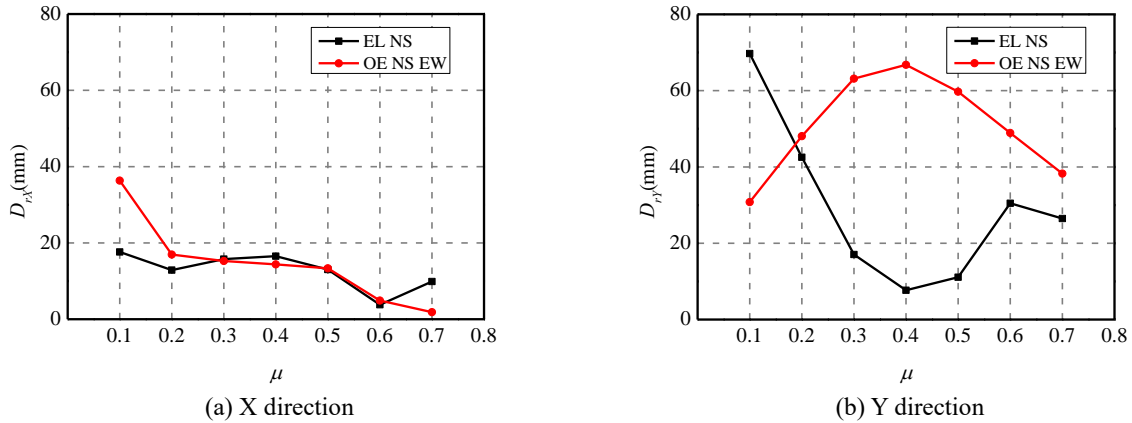 80
60
40
20
0
D_rX(mm)
EL NS
OE NS EW
0.1 0.2 0.3 0.4 0.5 0.6 0.7 0.8
μ
(a) X direction
80
60
40
20
0
D_rY(mm)
EL NS
OE NS EW
0.1 0.2 0.3 0.4 0.5 0.6 0.7 0.8
μ
(b) Y direction